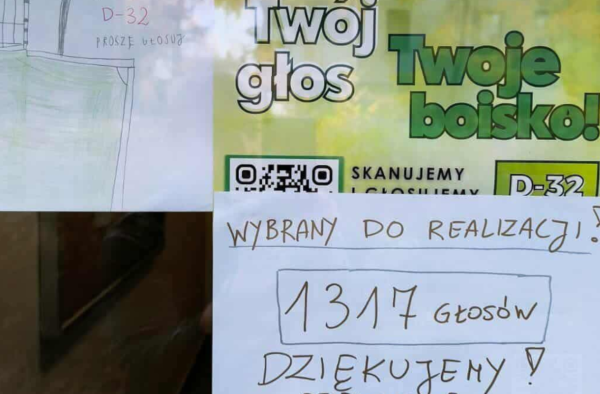 D-32
PROSZĘ GŁOSUJ
Twój
głos
Twoje
boisko!
SKANUJEMY
I GŁOSUJEMY
D-32
WYBRANY DO REALIZACJI!
1317 GŁOSÓW
DZIĘKUJEMY!